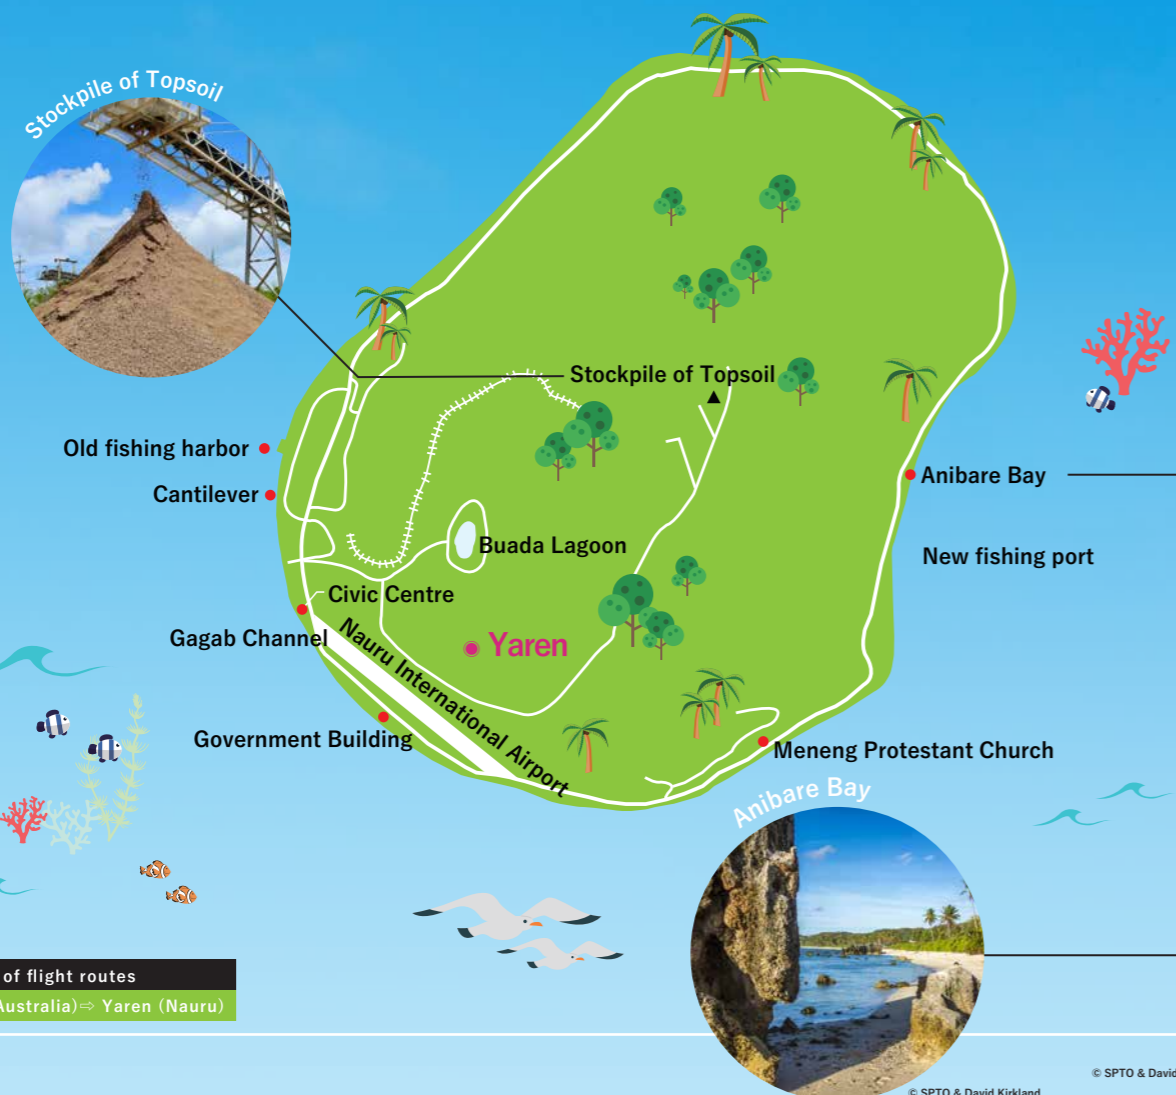 Stockpile of Topsoil
Stockpile of Topsoil
Old fishing harbor
Cantilever
Anibare Bay
Buada Lagoon
New fishing port
Civic Centre
Gagab Channel
Yaren
Nauru International Airport
Government Building
Meneng Protestant Church
Anibare Bay
of flight routes
Australia)⇨ Yaren (Nauru)
© SPTO & David
© SPTO & David Kirkland